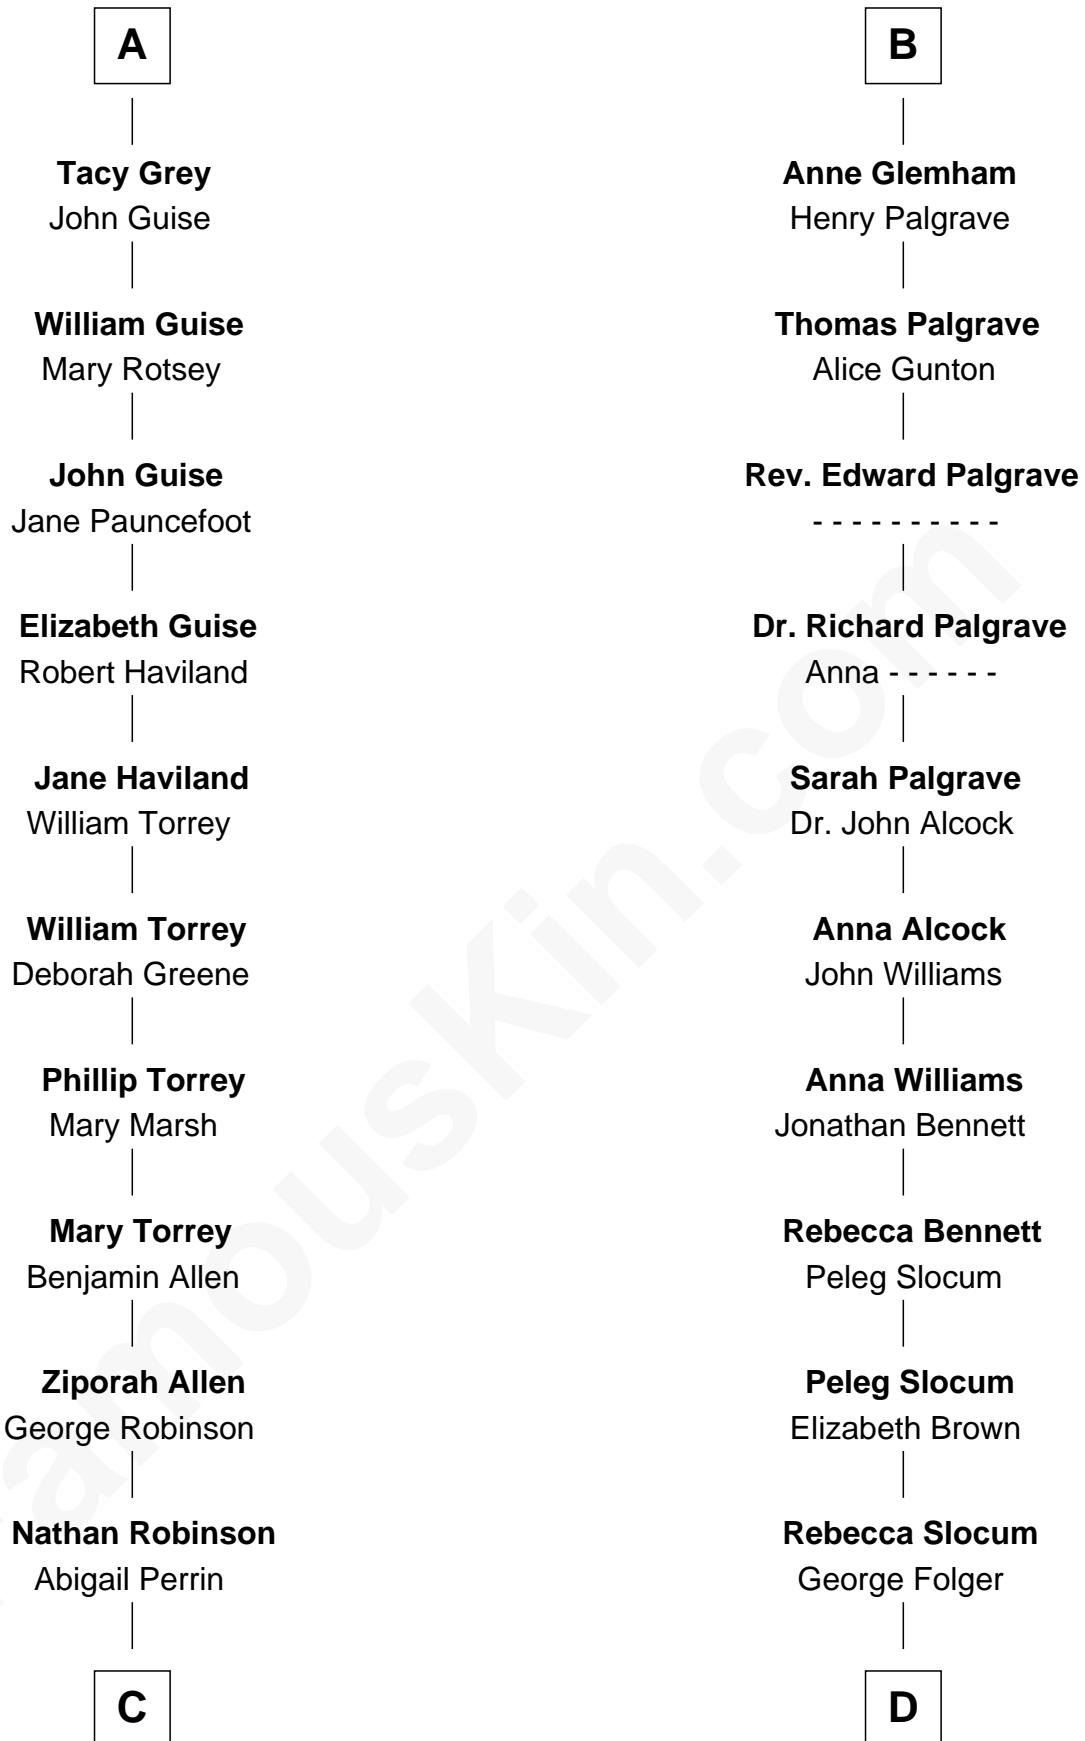 A
Tacy Grey
John Guise
William Guise
Mary Rotsey
John Guise
Jane Pauncefoot
Elizabeth Guise
Robert Haviland
Jane Haviland
William Torrey
William Torrey
Deborah Greene
Phillip Torrey
Mary Marsh
Mary Torrey
Benjamin Allen
Ziporah Allen
George Robinson
Nathan Robinson
Abigail Perrin
C
B
Anne Glemham
Henry Palgrave
Thomas Palgrave
Alice Gunton
Rev. Edward Palgrave
- - - - - - - - - -
Dr. Richard Palgrave
Anna - - - - - -
Sarah Palgrave
Dr. John Alcock
Anna Alcock
John Williams
Anna Williams
Jonathan Bennett
Rebecca Bennett
Peleg Slocum
Peleg Slocum
Elizabeth Brown
Rebecca Slocum
George Folger
D
famouskin.com